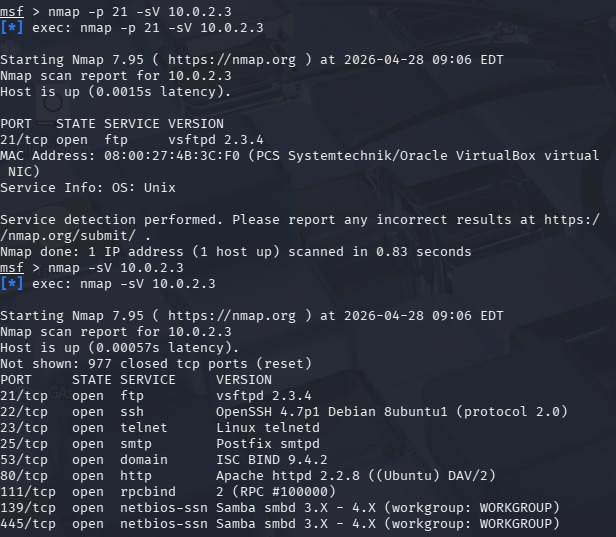 msf > nmap -p 21 -sV 10.0.2.3
[*] exec: nmap -p 21 -sV 10.0.2.3
Starting Nmap 7.95 ( https://nmap.org ) at 2026-04-28 09:06 EDT
Nmap scan report for 10.0.2.3
Host is up (0.0015s latency).
PORT   STATE SERVICE VERSION
21/tcp open  ftp     vsftpd 2.3.4
MAC Address: 08:00:27:4B:3C:F0 (PCS Systemtechnik/Oracle VirtualBox virtual
 NIC)
Service Info: OS: Unix
Service detection performed. Please report any incorrect results at https:/
/nmap.org/submit/ .
Nmap done: 1 IP address (1 host up) scanned in 0.83 seconds
msf > nmap -sV 10.0.2.3
[*] exec: nmap -sV 10.0.2.3
Starting Nmap 7.95 ( https://nmap.org ) at 2026-04-28 09:06 EDT
Nmap scan report for 10.0.2.3
Host is up (0.00057s latency).
Not shown: 977 closed tcp ports (reset)
PORT     STATE SERVICE     VERSION
21/tcp   open  ftp         vsftpd 2.3.4
22/tcp   open  ssh         OpenSSH 4.7p1 Debian 8ubuntu1 (protocol 2.0)
23/tcp   open  telnet      Linux telnetd
25/tcp   open  smtp        Postfix smtpd
53/tcp   open  domain      ISC BIND 9.4.2
80/tcp   open  http        Apache httpd 2.2.8 ((Ubuntu) DAV/2)
111/tcp  open  rpcbind     2 (RPC #100000)
139/tcp  open  netbios-ssn Samba smbd 3.X - 4.X (workgroup: WORKGROUP)
445/tcp  open  netbios-ssn Samba smbd 3.X - 4.X (workgroup: WORKGROUP)